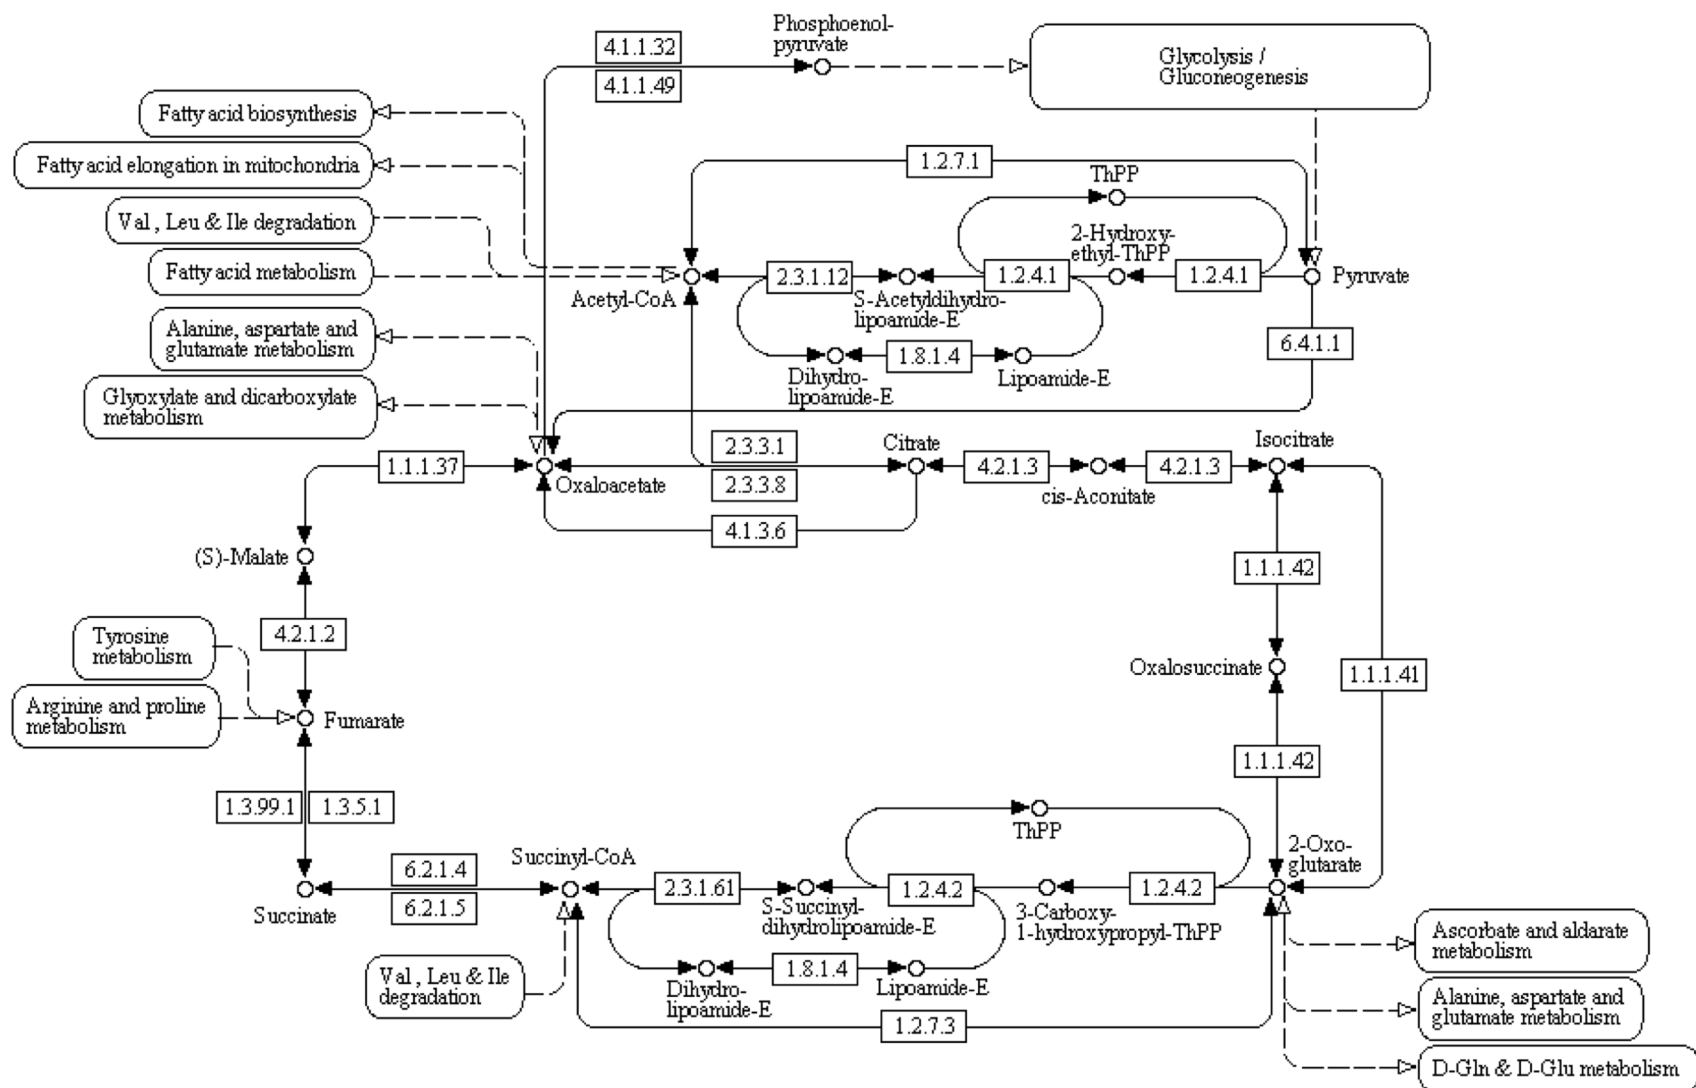 Phosphoenol-
pyruvate
4.1.1.32
4.1.1.49
Glycolysis /
Gluconeogenesis
Fatty acid biosynthesis
Fatty acid elongation in mitochondria
Val , Leu & Ile degradation
Fatty acid metabolism
Alanine, aspartate and
glutamate metabolism
Glyoxylate and dicarboxylate
metabolism
1.2.7.1
ThPP
2-Hydroxy-
ethyl-ThPP
Acetyl-CoA
2.3.1.12
S-Acetyldihydro-
lipoamide-E
1.2.4.1
1.2.4.1
Pyruvate
6.4.1.1
Dihydro-
lipoamide-E
1.8.1.4
Lipoamide-E
1.1.1.37
Oxaloacetate
2.3.3.1
2.3.3.8
4.1.3.6
Citrate
4.2.1.3
cis-Aconitate
4.2.1.3
Isocitrate
(S)-Malate
1.1.1.42
4.2.1.2
Tyrosine
metabolism
Arginine and proline
metabolism
Fumarate
Oxalosuccinate
1.1.1.41
1.1.1.42
1.3.99.1
1.3.5.1
ThPP
2-Oxo-
glutarate
Succinate
6.2.1.4
6.2.1.5
Succinyl-CoA
2.3.1.61
S-Succinyl-
dihydrolipoamide-E
1.2.4.2
3-Carboxy-
1-hydroxypropyl-ThPP
1.2.4.2
Val , Leu & Ile
degradation
Dihydro-
lipoamide-E
1.8.1.4
Lipoamide-E
1.2.7.3
Ascorbate and aldarate
metabolism
Alanine, aspartate and
glutamate metabolism
D-Gln & D-Glu metabolism